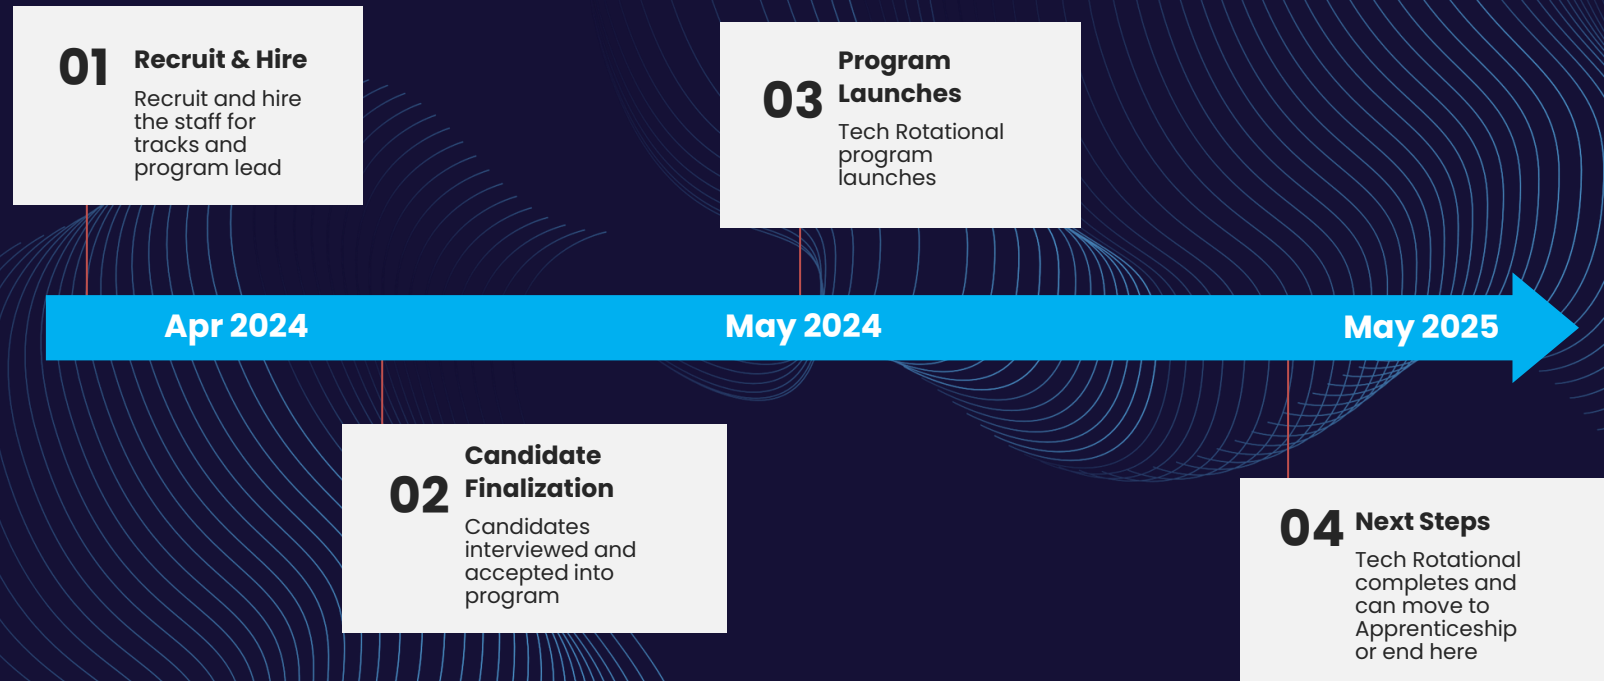 01
Recruit & Hire
Recruit and hire
the staff for
tracks and
program lead
03
Program
Launches
Tech Rotational
program
launches
Apr 2024
May 2024
May 2025
02
Candidate
Finalization
Candidates
interviewed and
accepted into
program
04
Next Steps
Tech Rotational
completes and
can move to
Apprenticeship
or end here